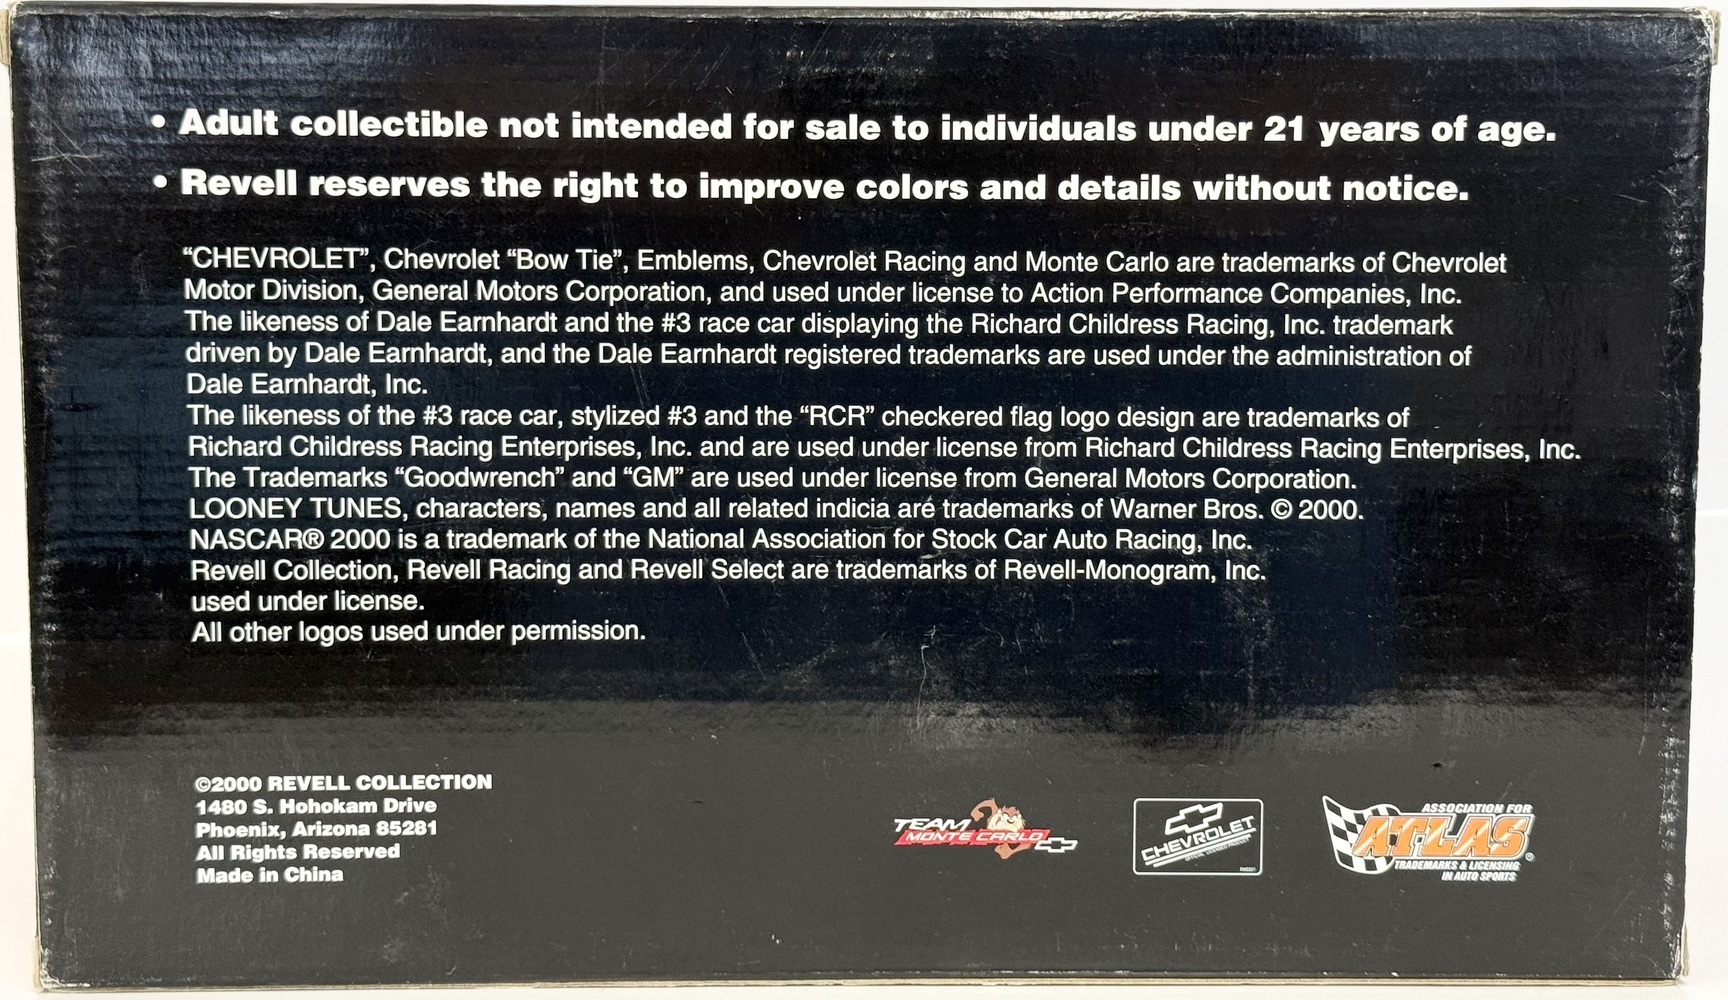 • Adult collectible not intended for sale to individuals under 21 years of age.
• Revell reserves the right to improve colors and details without notice.
“CHEVROLET”, Chevrolet “Bow Tie”, Emblems, Chevrolet Racing and Monte Carlo are trademarks of Chevrolet
Motor Division, General Motors Corporation, and used under license to Action Performance Companies, Inc.
The likeness of Dale Earnhardt and the #3 race car displaying the Richard Childress Racing, Inc. trademark
driven by Dale Earnhardt, and the Dale Earnhardt registered trademarks are used under the administration of
Dale Earnhardt, Inc.
The likeness of the #3 race car, stylized #3 and the “RCR” checkered flag logo design are trademarks of
Richard Childress Racing Enterprises, Inc. and are used under license from Richard Childress Racing Enterprises, Inc.
The Trademarks “Goodwrench” and “GM” are used under license from General Motors Corporation.
LOONEY TUNES, characters, names and all related indicia are trademarks of Warner Bros. © 2000.
NASCAR® 2000 is a trademark of the National Association for Stock Car Auto Racing, Inc.
Revell Collection, Revell Racing and Revell Select are trademarks of Revell-Monogram, Inc.
used under license.
All other logos used under permission.
©2000 REVELL COLLECTION
1480 S. Hohokam Drive
Phoenix, Arizona 85281
All Rights Reserved
Made in China
TEAM
MONTE CARLO
CHEVROLET
ASSOCIATION FOR
ATLAS®
TRADEMARKS & LICENSING
IN AUTO SPORTS